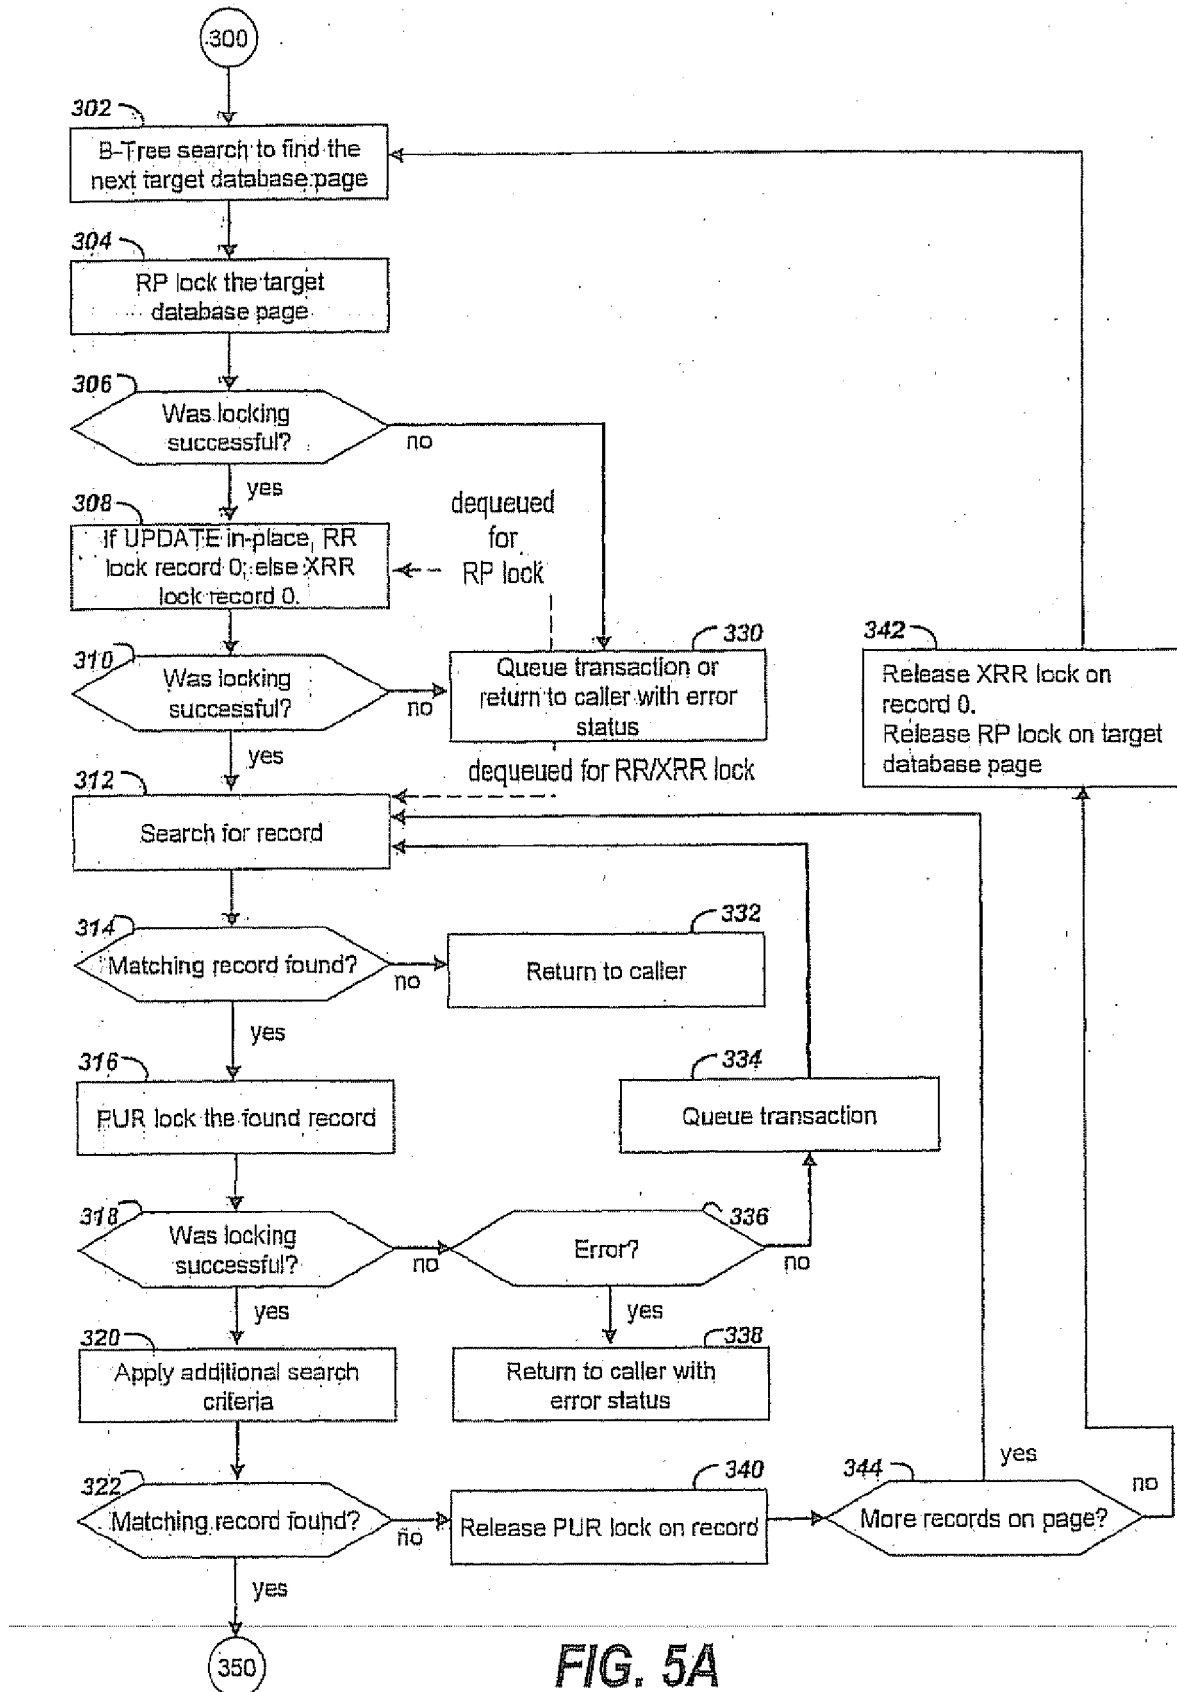 300
302
B-Tree search to find the
next target database page
304
RP lock the target
database page
306
Was locking
successful?
no
yes
308
If UPDATE in-place, RR
lock record 0; else XRR
lock record 0.
dequeued
for
RP lock
310
Was locking
successful?
no
yes
330
Queue transaction or
return to caller with error
status
dequeued for RR/XRR lock
342
Release XRR lock on
record 0.
Release RP lock on target
database page
312
Search for record
314
Matching record found?
no
yes
332
Return to caller
316
PUR lock the found record
334
Queue transaction
318
Was locking
successful?
no
yes
336
Error?
no
yes
320
Apply additional search
criteria
338
Return to caller with
error status
322
Matching record found?
no
yes
340
Release PUR lock on record
344
More records on page?
yes
no
350
FIG. 5A